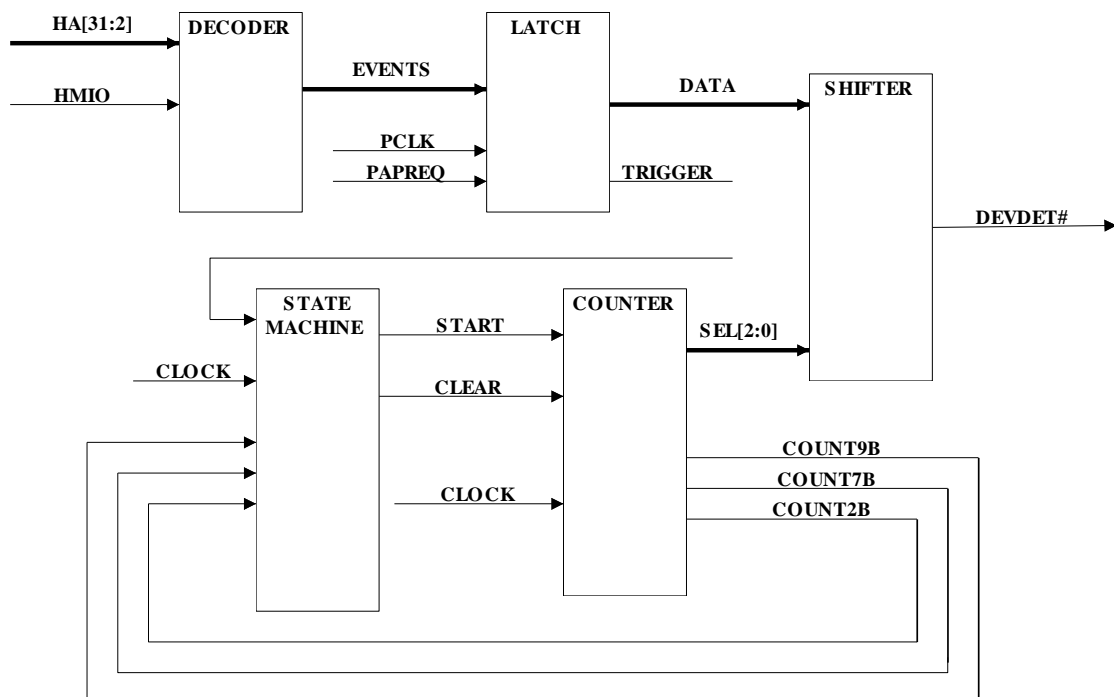 HA[31:2]
DECODER
LATCH
EVENTS
DATA
SHIFTER
HMIO
PCLK
PAPREQ
TRIGGER
DEVDET#
STATE
MACHINE
COUNTER
START
SEL[2:0]
CLOCK
CLEAR
COUNT9B
COUNT7B
CLOCK
COUNT2B